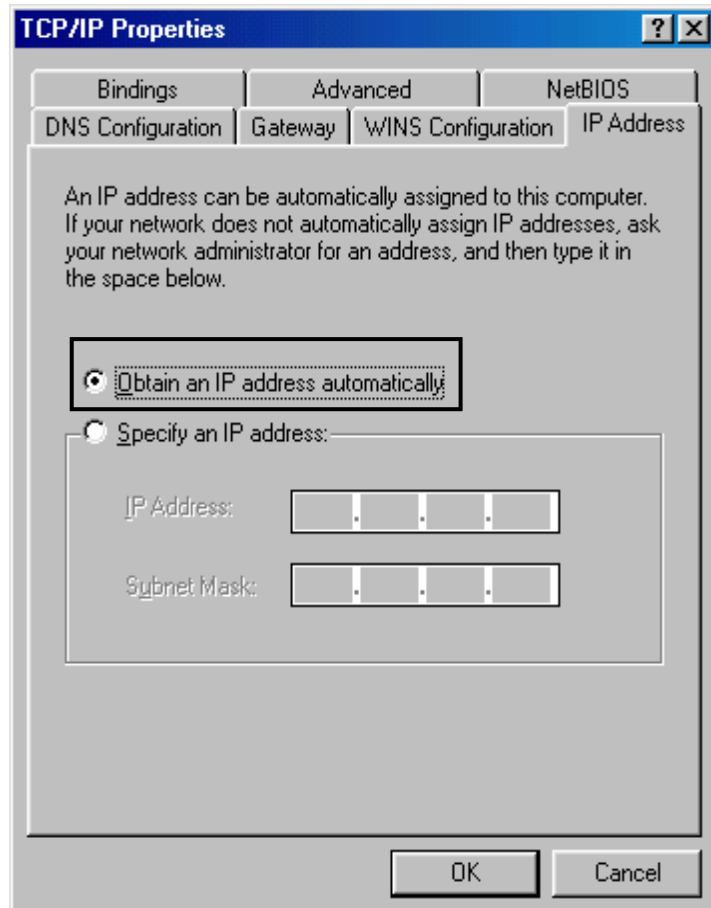 TCP/IP Properties
Bindings Advanced NetBIOS
DNS Configuration Gateway WINS Configuration IP Address
An IP address can be automatically assigned to this computer.
If your network does not automatically assign IP addresses, ask
your network administrator for an address, and then type it in
the space below.
Obtain an IP address automatically
Specify an IP address:
IP Address:
Subnet Mask:
OK Cancel